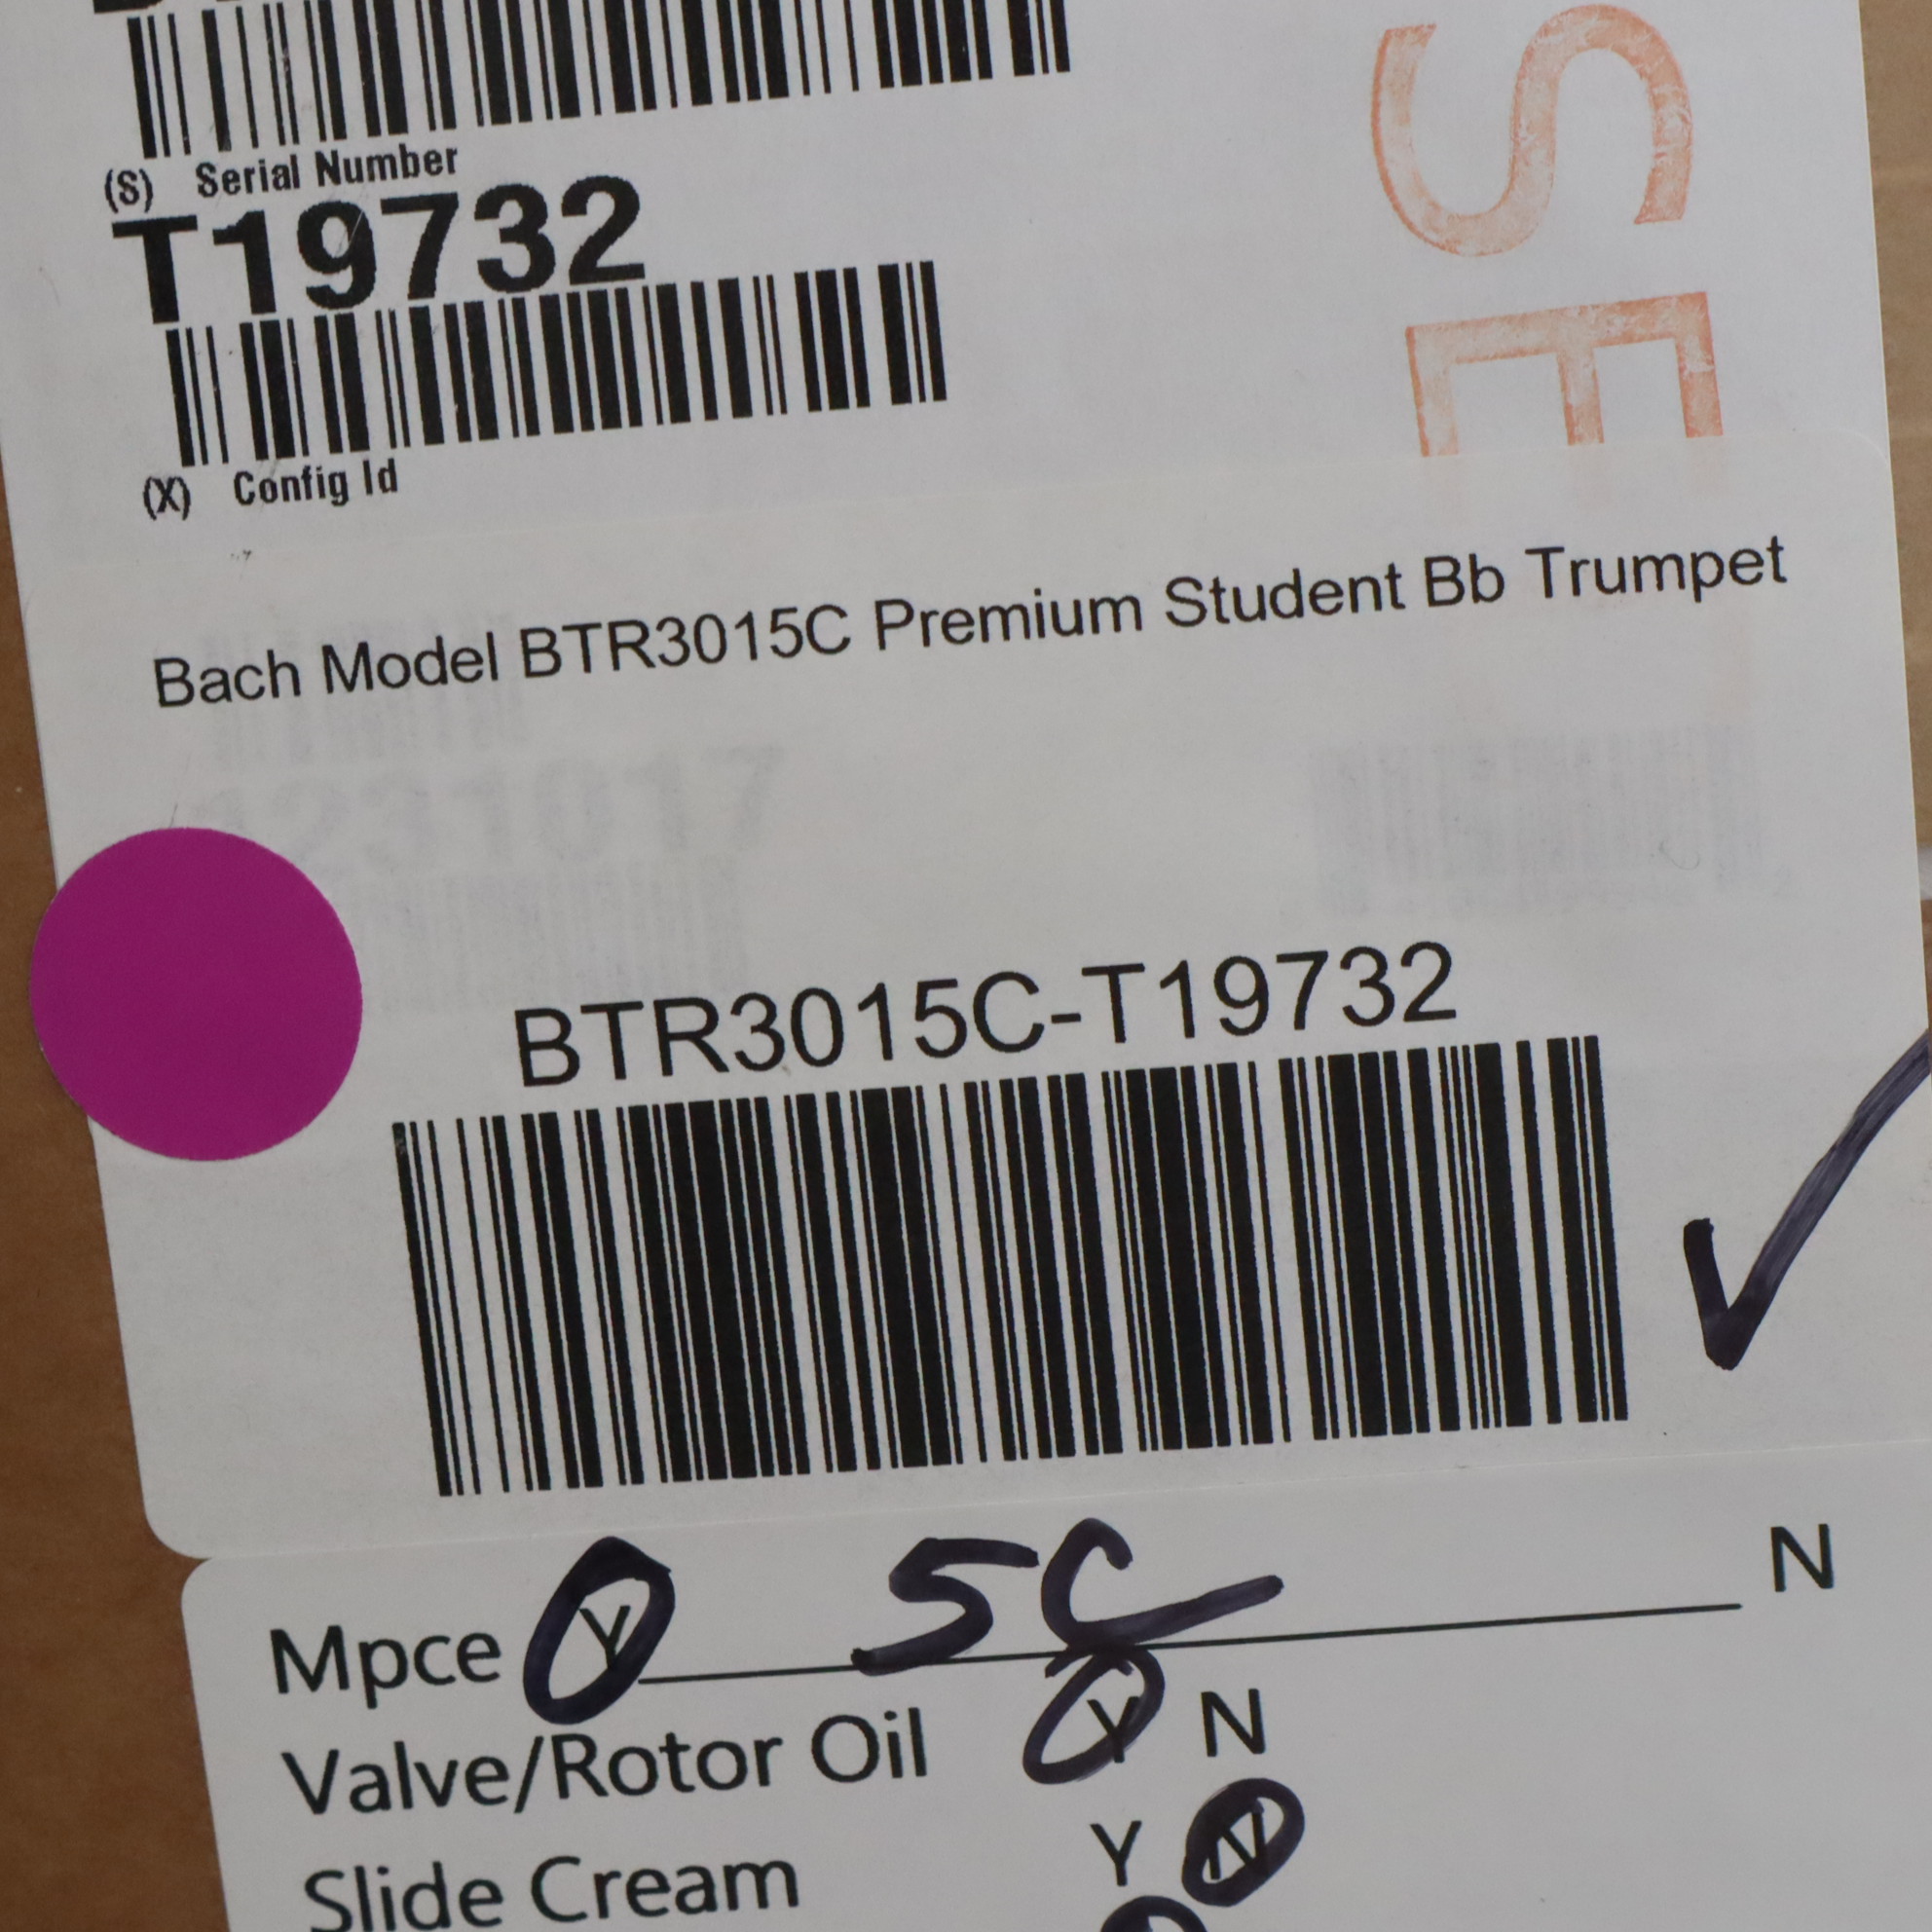 (S) Serial Number
T19732
(X) Config Id
SE
Bach Model BTR3015C Premium Student Bb Trumpet
BTR3015C-T19732
Mpce Y 5C N
Valve/Rotor Oil Y N
Slide Cream Y N